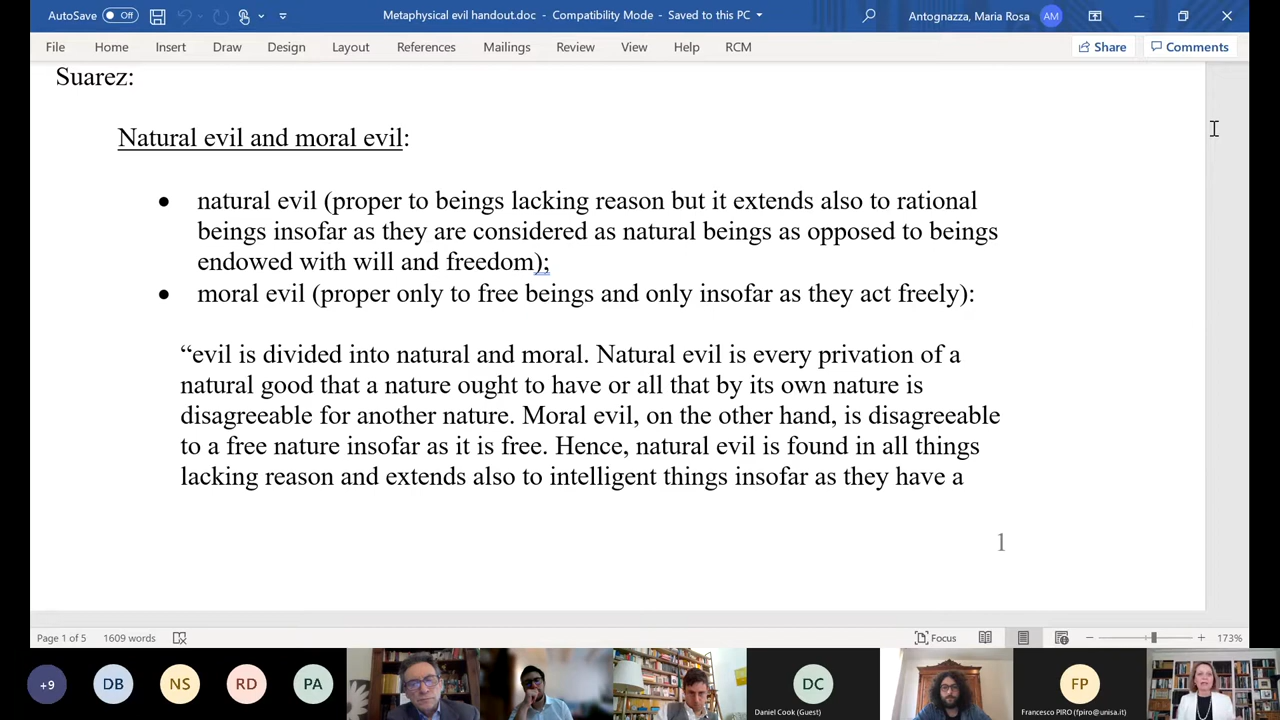 AutoSave Off Metaphysical evil handout.doc - Compatibility Mode - Saved to this PC Antognazza, Maria Rosa AM
File Home Insert Draw Design Layout References Mailings Review View Help RCM Share Comments
Suarez:
Natural evil and moral evil:
● natural evil (proper to beings lacking reason but it extends also to rational
beings insofar as they are considered as natural beings as opposed to beings
endowed with will and freedom);
● moral evil (proper only to free beings and only insofar as they act freely):
“evil is divided into natural and moral. Natural evil is every privation of a
natural good that a nature ought to have or all that by its own nature is
disagreeable for another nature. Moral evil, on the other hand, is disagreeable
to a free nature insofar as it is free. Hence, natural evil is found in all things
lacking reason and extends also to intelligent things insofar as they have a
1
Page 1 of 5 1609 words Focus 173%
+9 DB NS RD PA DC FP
Daniel Cook (Guest) Francesco PIRO (fpiro@unisa.it)